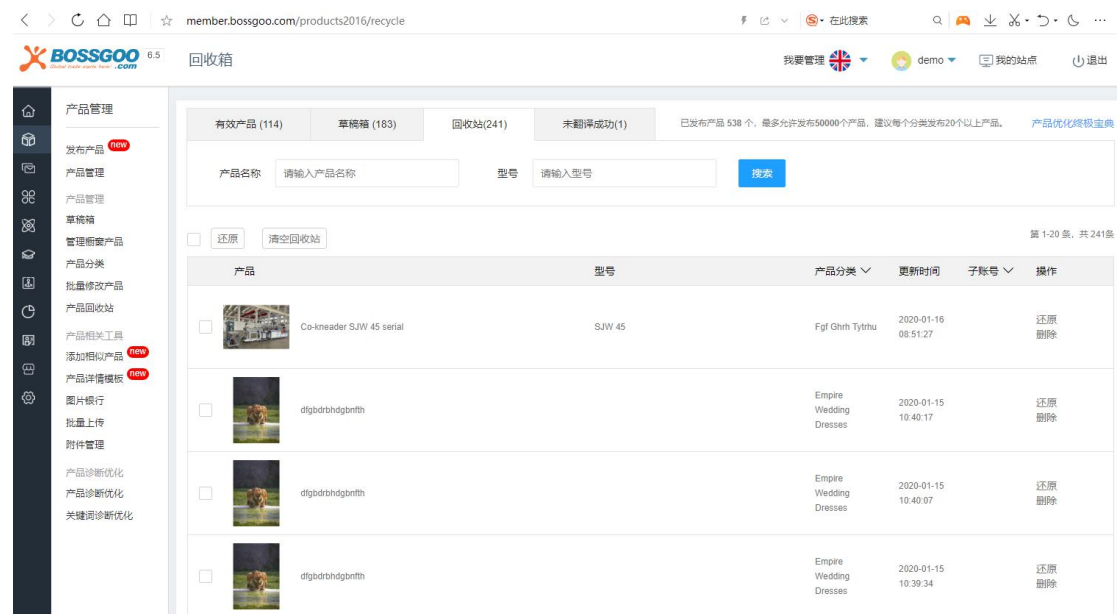 member.bossgoo.com/products2016/recycle
在此搜索
BOSSGOO 6.5
Global trade starts here! .com
回收箱
我要管理
demo
我的站点
退出
产品管理
发布产品 new
产品管理
产品管理
草稿箱
管理橱窗产品
产品分类
批量修改产品
产品回收站
产品相关工具
添加相似产品 new
产品详情模板 new
图片银行
批量上传
附件管理
产品诊断优化
产品诊断优化
关键词诊断优化
有效产品 (114)
草稿箱 (183)
回收站(241)
未翻译成功(1)
已发布产品 538 个，最多允许发布50000个产品，建议每个分类发布20个以上产品。
产品优化终极宝典
产品名称
请输入产品名称
型号
请输入型号
搜索
还原
清空回收站
第 1-20 条，共 241条
产品
型号
产品分类
更新时间
子账号
操作
Co-kneader SJW 45 serial
SJW 45
Fgf Ghrh Tytrhu
2020-01-16
08:51:27
还原
删除
dfgbdrbhdgbnfth
Empire
Wedding
Dresses
2020-01-15
10:40:17
还原
删除
dfgbdrbhdgbnfth
Empire
Wedding
Dresses
2020-01-15
10:40:07
还原
删除
dfgbdrbhdgbnfth
Empire
Wedding
Dresses
2020-01-15
10:39:34
还原
删除